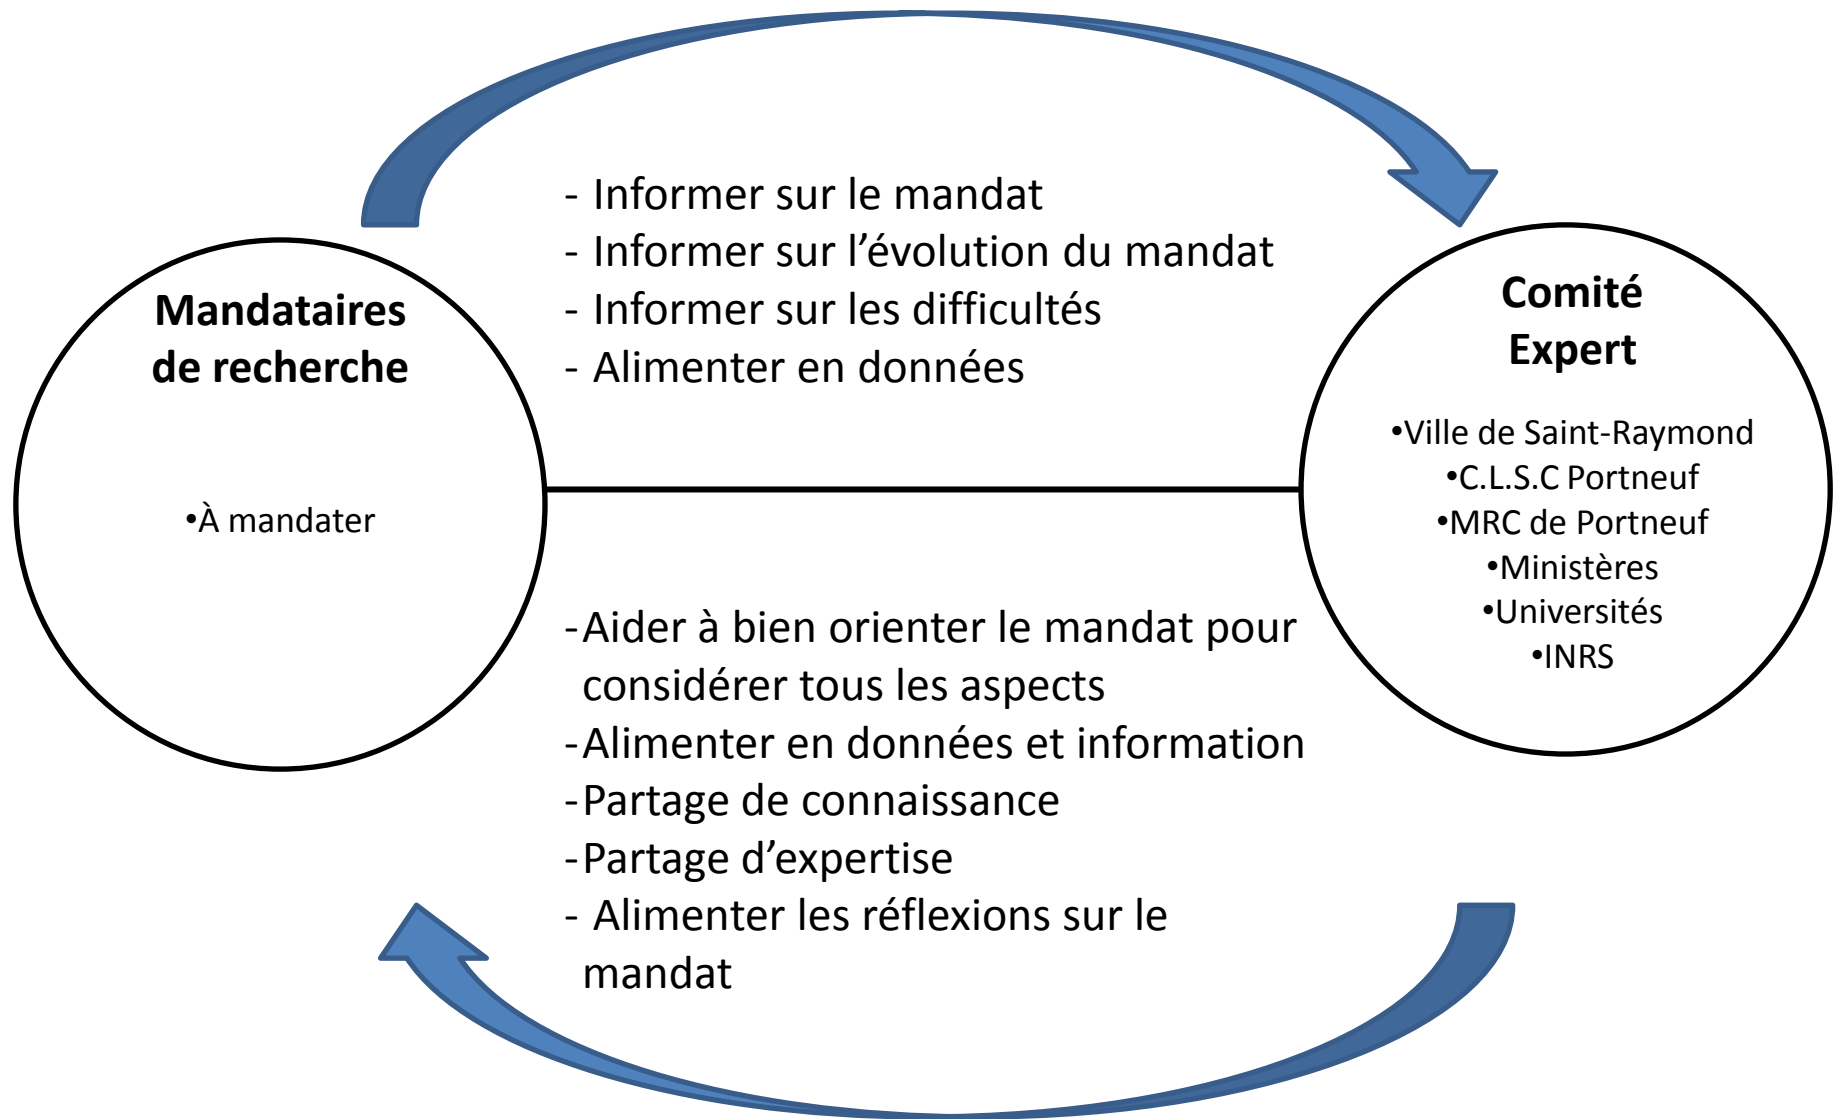 - Informer sur le mandat
- Informer sur l’évolution du mandat
- Informer sur les difficultés
- Alimenter en données
Mandataires
de recherche
•À mandater
Comité
Expert
•Ville de Saint-Raymond
•C.L.S.C Portneuf
•MRC de Portneuf
•Ministères
•Universités
•INRS
-Aider à bien orienter le mandat pour
considérer tous les aspects
-Alimenter en données et information
-Partage de connaissance
-Partage d’expertise
- Alimenter les réflexions sur le
mandat